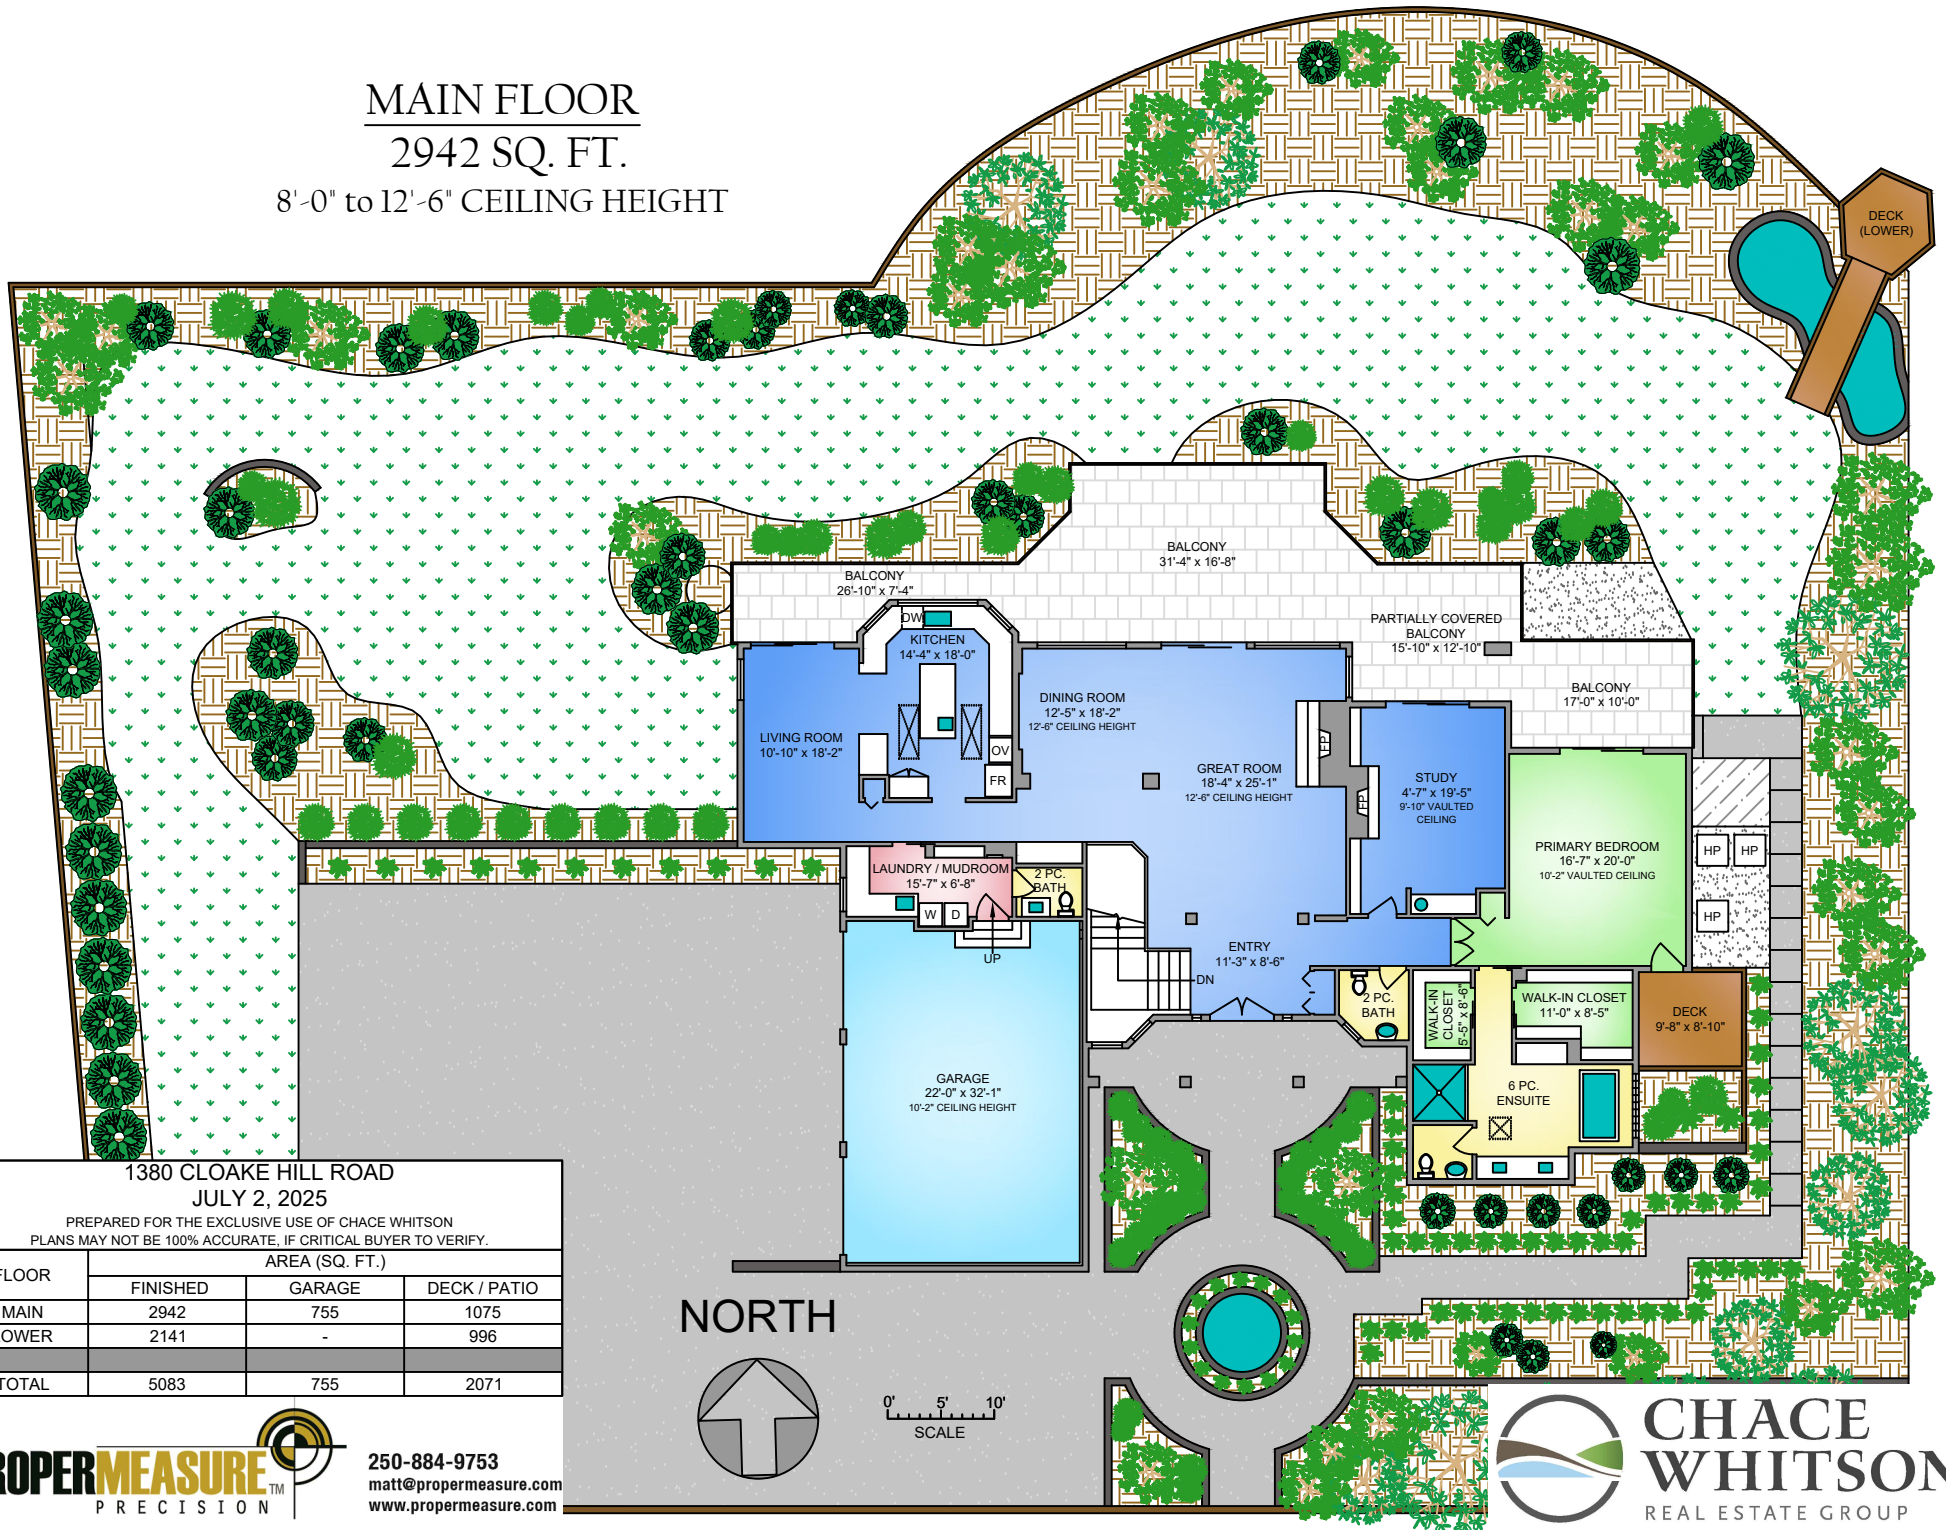 MAIN FLOOR
2942 SQ. FT.
8'-0" to 12'-6" CEILING HEIGHT
DECK
(LOWER)
BALCONY
31'-4" x 16'-8"
BALCONY
26'-10" x 7'-4"
PARTIALLY COVERED
BALCONY
15'-10" x 12'-10"
BALCONY
17'-0" x 10'-0"
DW
KITCHEN
14'-4" x 18'-0"
OV
FR
LIVING ROOM
10'-10" x 18'-2"
DINING ROOM
12'-5" x 18'-2"
12'-6" CEILING HEIGHT
GREAT ROOM
18'-4" x 25'-1"
12'-6" CEILING HEIGHT
FP
FP
STUDY
4'-7" x 19'-5"
9'-10" VAULTED
CEILING
PRIMARY BEDROOM
16'-7" x 20'-0"
10'-2" VAULTED CEILING
HP
HP
HP
LAUNDRY / MUDROOM
15'-7" x 6'-8"
W
D
2 PC.
BATH
UP
DN
ENTRY
11'-3" x 8'-6"
2 PC.
BATH
WALK-IN
CLOSET
5'-5" x 8'-6"
WALK-IN CLOSET
11'-0" x 8'-5"
DECK
9'-8" x 8'-10"
6 PC.
ENSUITE
GARAGE
22'-0" x 32'-1"
10'-2" CEILING HEIGHT
1380 CLOAKE HILL ROAD
JULY 2, 2025
PREPARED FOR THE EXCLUSIVE USE OF CHACE WHITSON
PLANS MAY NOT BE 100% ACCURATE, IF CRITICAL BUYER TO VERIFY.
FLOOR AREA (SQ. FT.)
FINISHED GARAGE DECK / PATIO
MAIN 2942 755 1075
OWER 2141 - 996
TOTAL 5083 755 2071
NORTH
0' 5' 10'
SCALE
ROPERMEASURE TM
PRECISION
250-884-9753
matt@propermeasure.com
www.propermeasure.com
CHACE
WHITSON
REAL ESTATE GROUP